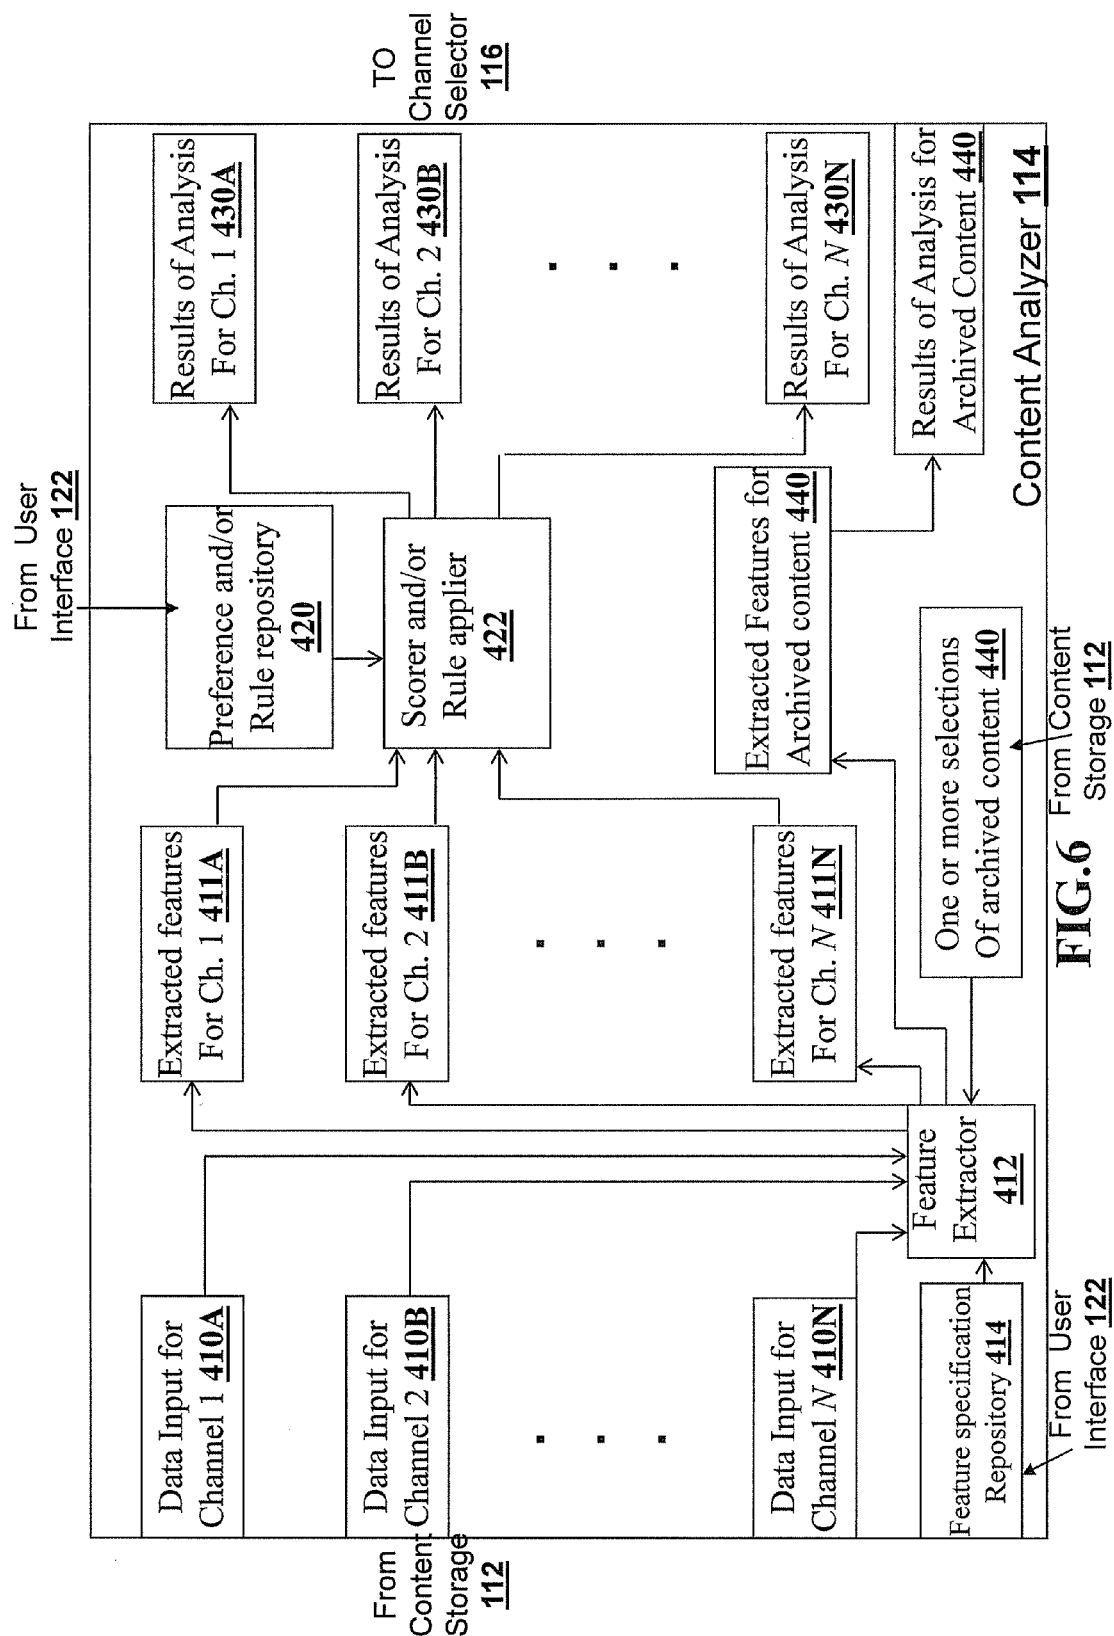 From User
Interface 122
Data Input for
Channel 1 410A
Extracted features
For Ch. 1 411A
Preference and/or
Rule repository
420
Results of Analysis
For Ch. 1 430A
From
Content
Storage
112
Data Input for
Channel 2 410B
Extracted features
For Ch. 2 411B
Scorer and/or
Rule applier
422
Results of Analysis
For Ch. 2 430B
TO
Channel
Selector
116
Data Input for
Channel N 410N
Extracted features
For Ch. N 411N
Extracted Features for
Archived content 440
Results of Analysis
For Ch. N 430N
Feature specification
Repository 414
Feature
Extractor
412
One or more selections
Of archived content 440
Results of Analysis for
Archived Content 440
Content Analyzer 114
From User
Interface 122
From Content
Storage 112
FIG.6